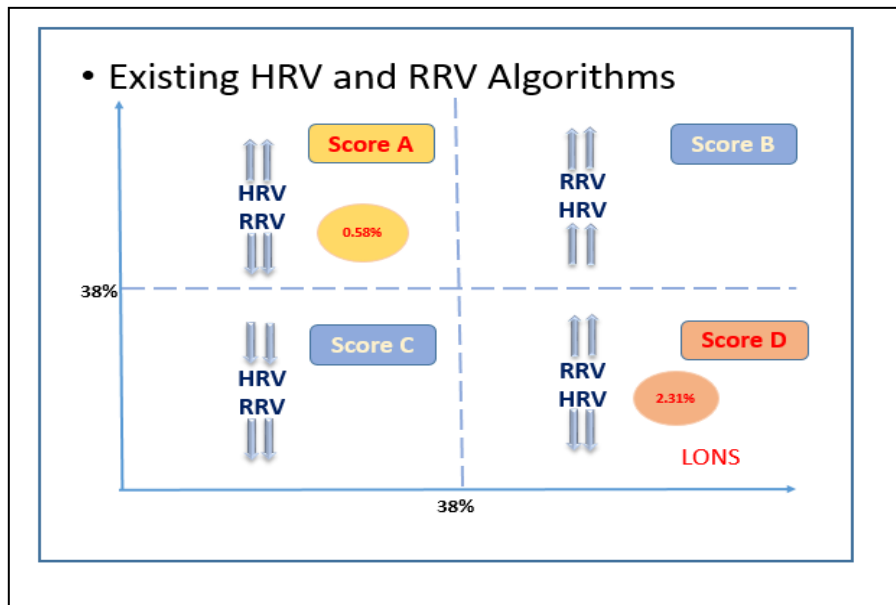 • Existing HRV and RRV Algorithms
Score A
Score B
HRV
RRV
0.58%
RRV
HRV
38%
Score C
Score D
HRV
RRV
RRV
HRV
2.31%
LONS
38%